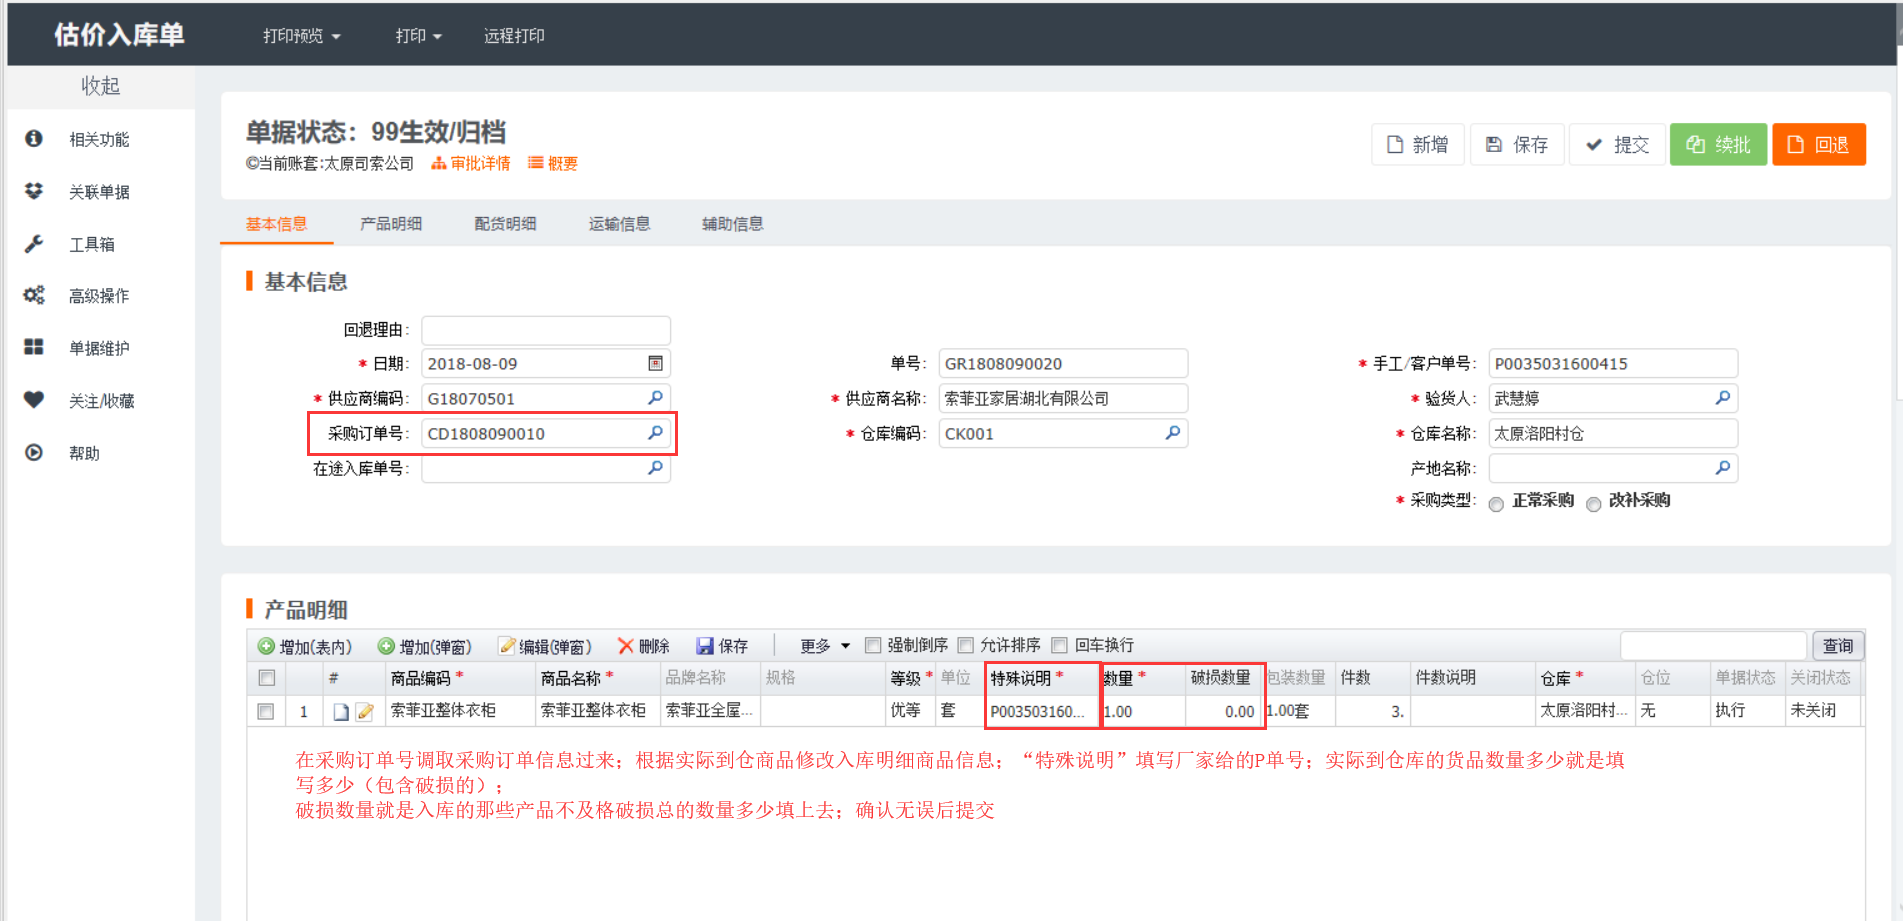 估价入库单 打印预览 打印 远程打印
收起
相关功能
关联单据
工具箱
高级操作
单据维护
关注/收藏
帮助
单据状态：99生效/归档
©当前账套:太原司索公司 审批详情 概要
新增 保存 提交 续批 回退
基本信息 产品明细 配货明细 运输信息 辅助信息
基本信息
回退理由:
* 日期: 2018-08-09 单号: GR1808090020 * 手工/客户单号: P0035031600415
* 供应商编码: G18070501 * 供应商名称: 索菲亚家居湖北有限公司 * 验货人: 武慧婷
采购订单号: CD1808090010 * 仓库编码: CK001 * 仓库名称: 太原洛阳村仓
在途入库单号: 产地名称:
* 采购类型: 正常采购 改补采购
产品明细
增加(表内) 增加(弹窗) 编辑(弹窗) 删除 保存 更多 强制倒序 允许排序 回车换行 查询
# 商品编码 * 商品名称 * 品牌名称 规格 等级 * 单位 特殊说明 * 数量 * 破损数量 包装数量 件数 件数说明 仓库 * 仓位 单据状态 关闭状态
1 索菲亚整体衣柜 索菲亚整体衣柜 索菲亚全屋... 优等 套 P003503160... 1.00 0.00 1.00套 3. 太原洛阳村... 无 执行 未关闭
在采购订单号调取采购订单信息过来；根据实际到仓商品修改入库明细商品信息；“特殊说明”填写厂家给的P单号；实际到仓库的货品数量多少就是填
写多少（包含破损的）；
破损数量就是入库的那些产品不及格破损总的数量多少填上去；确认无误后提交